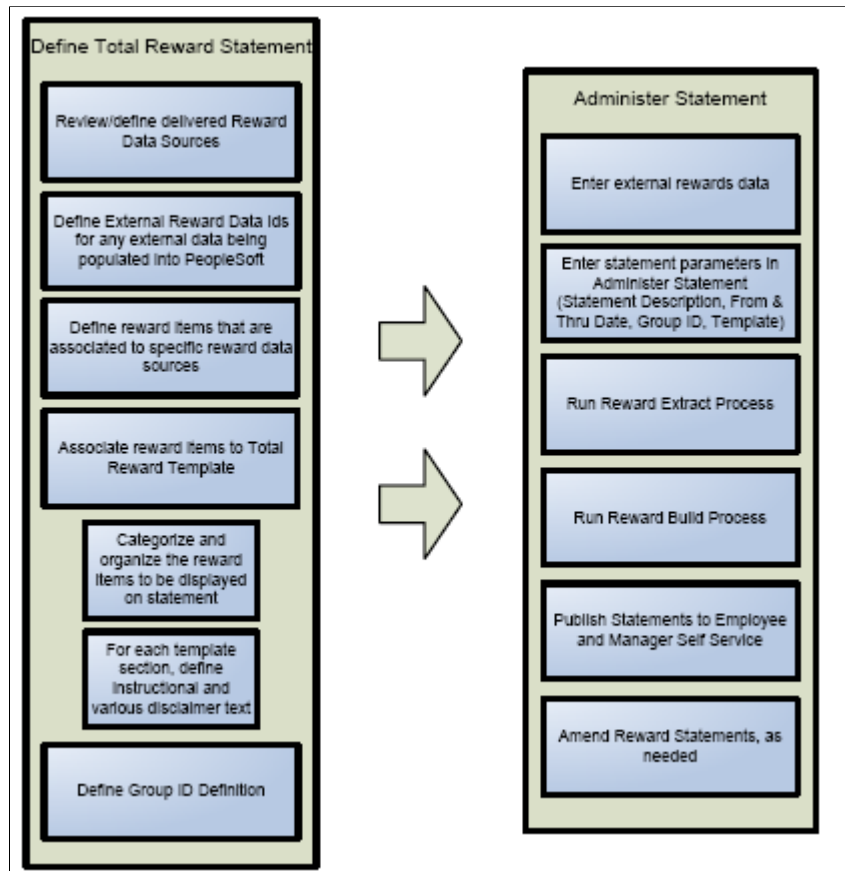 Define Total Reward Statement
Review/define delivered Reward
Data Sources
Define External Reward Data Ids
for any external data being
populated into PeopleSoft
Define reward items that are
associated to specific reward data
sources
Associate reward items to Total
Reward Template
Categorize and
organize the reward
items to be displayed
on statement
For each template
section, define
instructional and
various disclaimer text
Define Group ID Definition
Administer Statement
Enter external rewards data
Enter statement parameters in
Administer Statement
(Statement Description, From &
Thru Date, Group ID, Template)
Run Reward Extract Process
Run Reward Build Process
Publish Statements to Employee
and Manager Self Service
Amend Reward Statements, as
needed